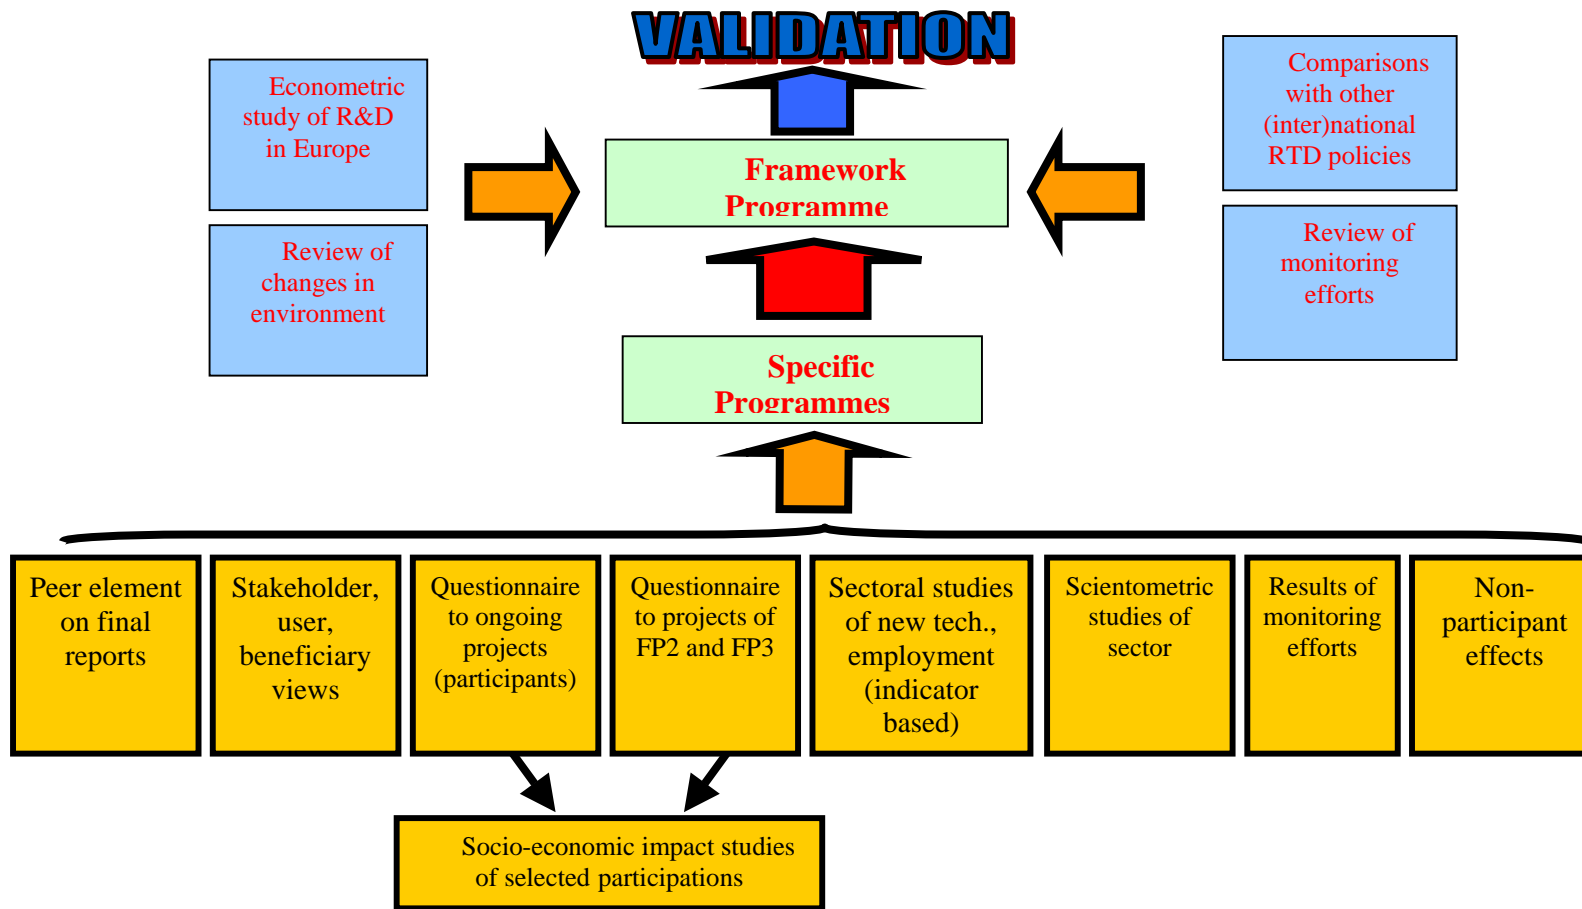 VALIDATION
Econometric
study of R&D
in Europe
Comparisons
with other
(inter)national
RTD policies
Framework
Programme
Review of
changes in
environment
Review of
monitoring
efforts
Specific
Programmes
Peer element
on final
reports
Stakeholder,
user,
beneficiary
views
Questionnaire
to ongoing
projects
(participants)
Questionnaire
to projects of
FP2 and FP3
Sectoral studies
of new tech.,
employment
(indicator
based)
Scientometric
studies of
sector
Results of
monitoring
efforts
Non-
participant
effects
Socio-economic impact studies
of selected participations